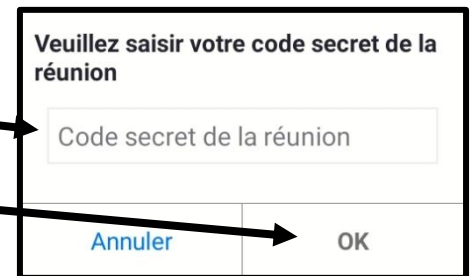 Veuillez saisir votre code secret de la
réunion
Code secret de la réunion
Annuler
OK